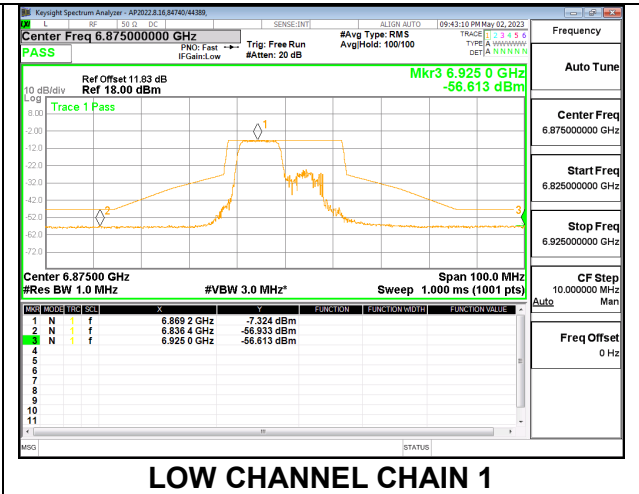 Keysight Spectrum Analyzer - AP2022.8.16,84740/44389,
L RF 50 Ω DC SENSE:INT ALIGN AUTO 09:43:10 PM May 02, 2023
Center Freq 6.875000000 GHz
PASS
PNO: Fast
IFGain:Low
Trig: Free Run
#Atten: 20 dB
#Avg Type: RMS
Avg|Hold: 100/100
TRACE 1 2 3 4 5 6
TYPE A WWWWW
DET A N N N N N
Frequency
Auto Tune
Center Freq
6.875000000 GHz
Start Freq
6.825000000 GHz
Stop Freq
6.925000000 GHz
CF Step
10.000000 MHz
Auto Man
Freq Offset
0 Hz
Ref Offset 11.83 dB
10 dB/div Ref 18.00 dBm
Log
Mkr3 6.925 0 GHz
-56.613 dBm
Trace 1 Pass
8.00
-2.00
-12.0
-22.0
-32.0
-42.0
-52.0
-62.0
-72.0
1
2
3
Center 6.87500 GHz Span 100.0 MHz
#Res BW 1.0 MHz #VBW 3.0 MHz* Sweep 1.000 ms (1001 pts)
MKR MODE TRC SCL X Y FUNCTION FUNCTION WIDTH FUNCTION VALUE
1 N 1 f 6.869 2 GHz -7.324 dBm
2 N 1 f 6.836 4 GHz -56.933 dBm
3 N 1 f 6.925 0 GHz -56.613 dBm
4
5
6
7
8
9
10
11
MSG STATUS
LOW CHANNEL CHAIN 1